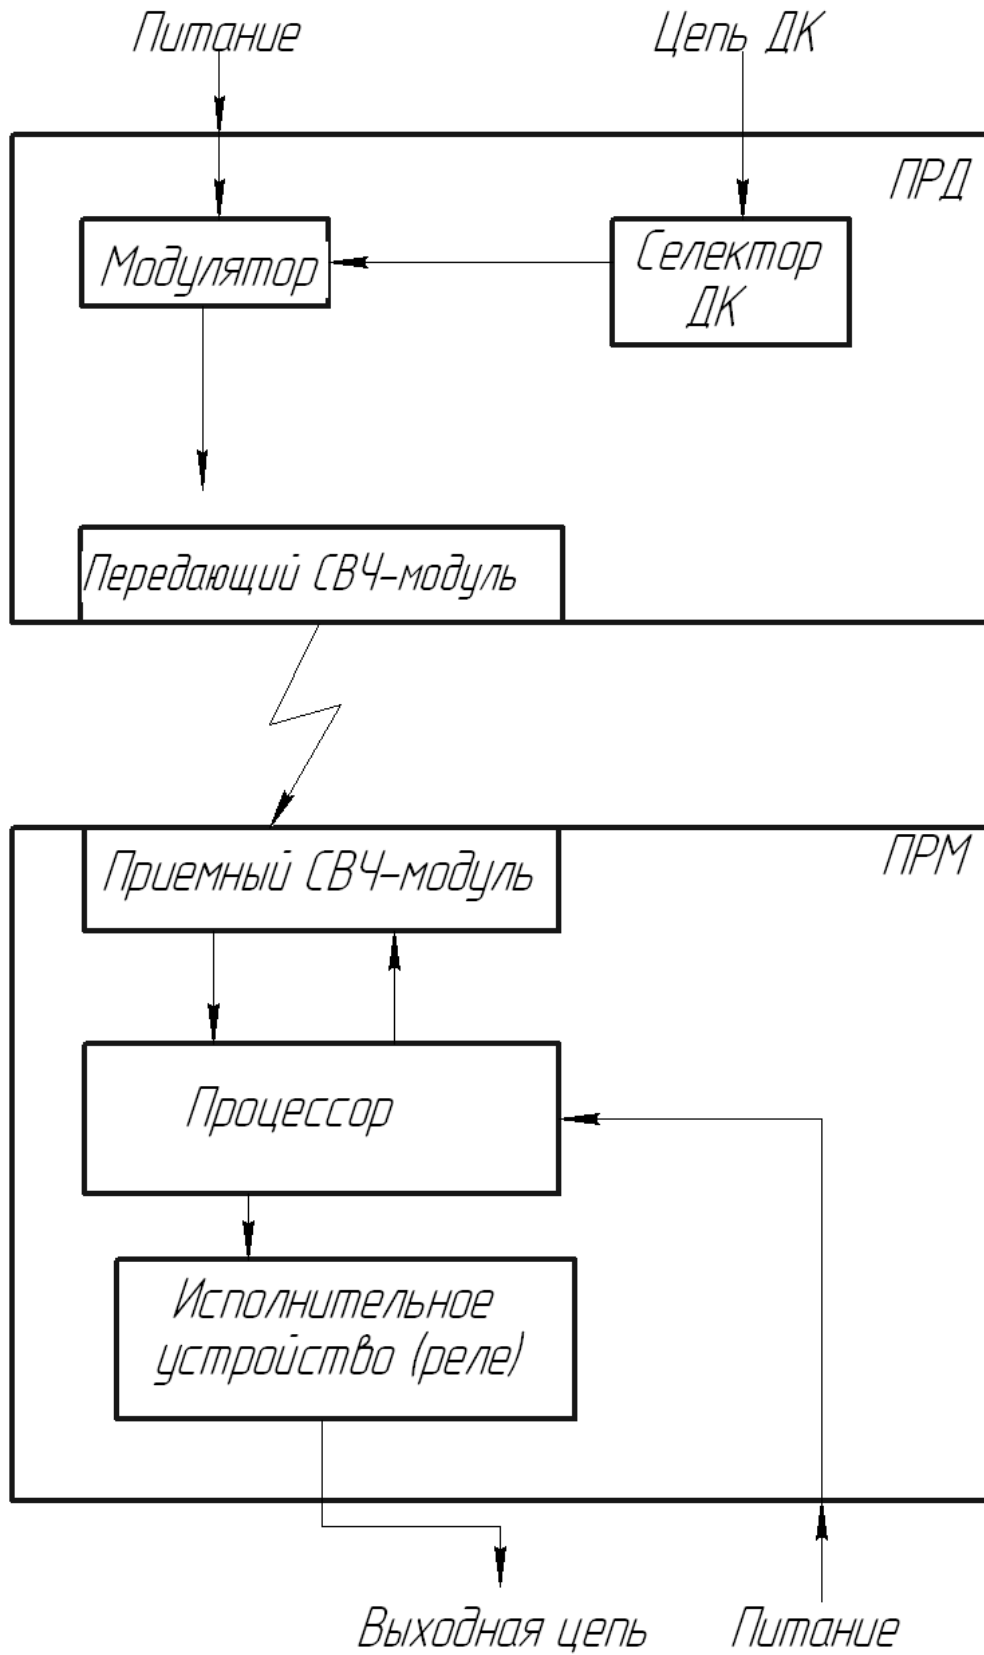 Питание
Цепь ДК
ПРД
Модулятор
Селектор
ДК
Передающий СВЧ-модуль
ПРМ
Приемный СВЧ-модуль
Процессор
Исполнительное
устройство (реле)
Выходная цепь
Питание